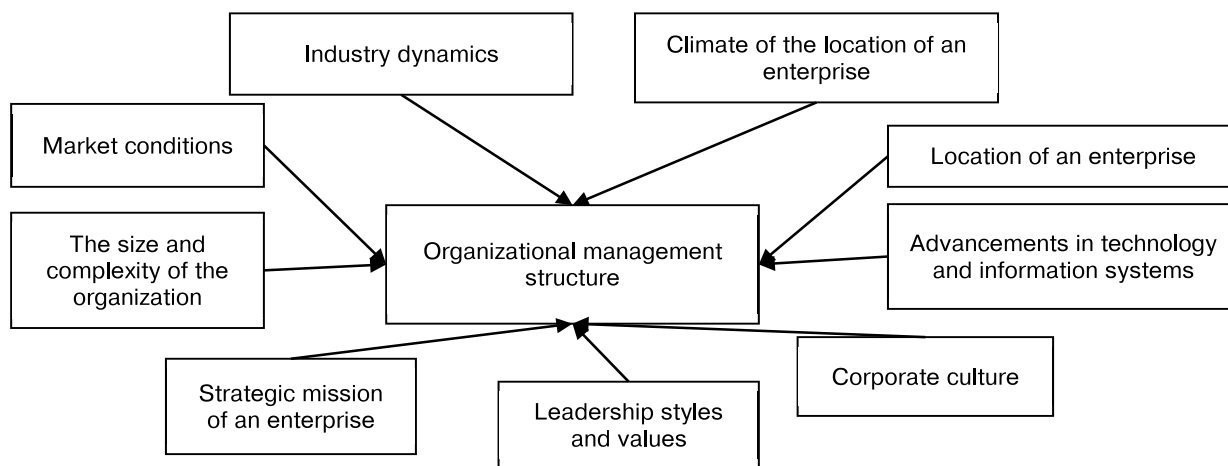 Industry dynamics
Climate of the location of an
enterprise
Market conditions
Location of an enterprise
The size and
complexity of the
organization
Organizational management
structure
Advancements in technology
and information systems
Strategic mission
of an enterprise
Leadership styles
and values
Corporate culture